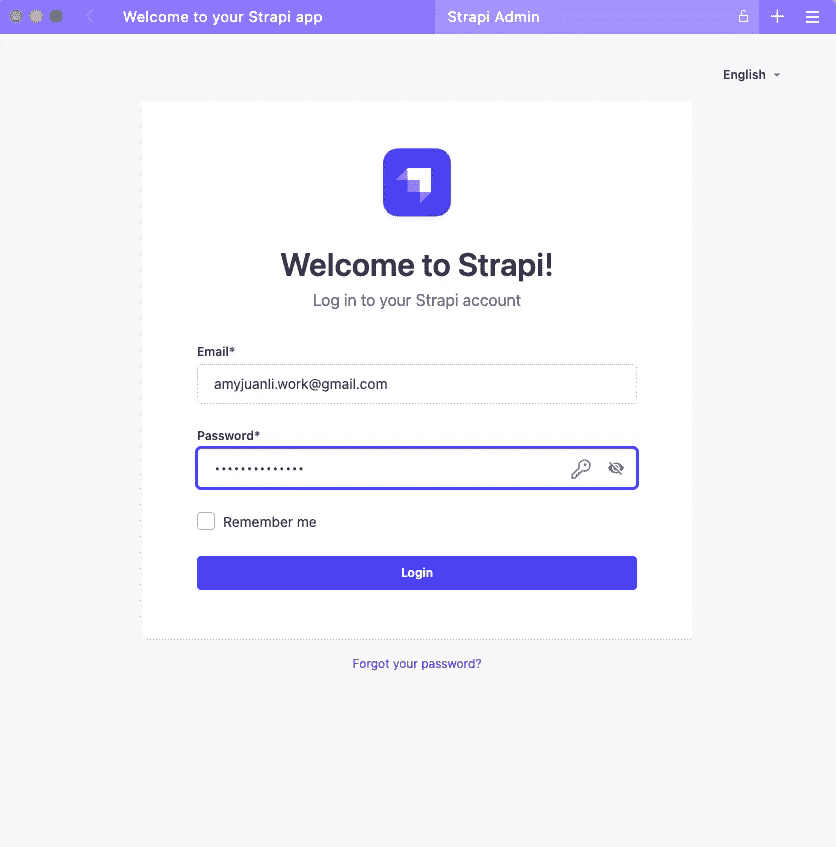 Welcome to your Strapi app
Strapi Admin
English
Welcome to Strapi!
Log in to your Strapi account
Email*
amyjuanli.work@gmail.com
Password*
••••••••••••••
Remember me
Login
Forgot your password?